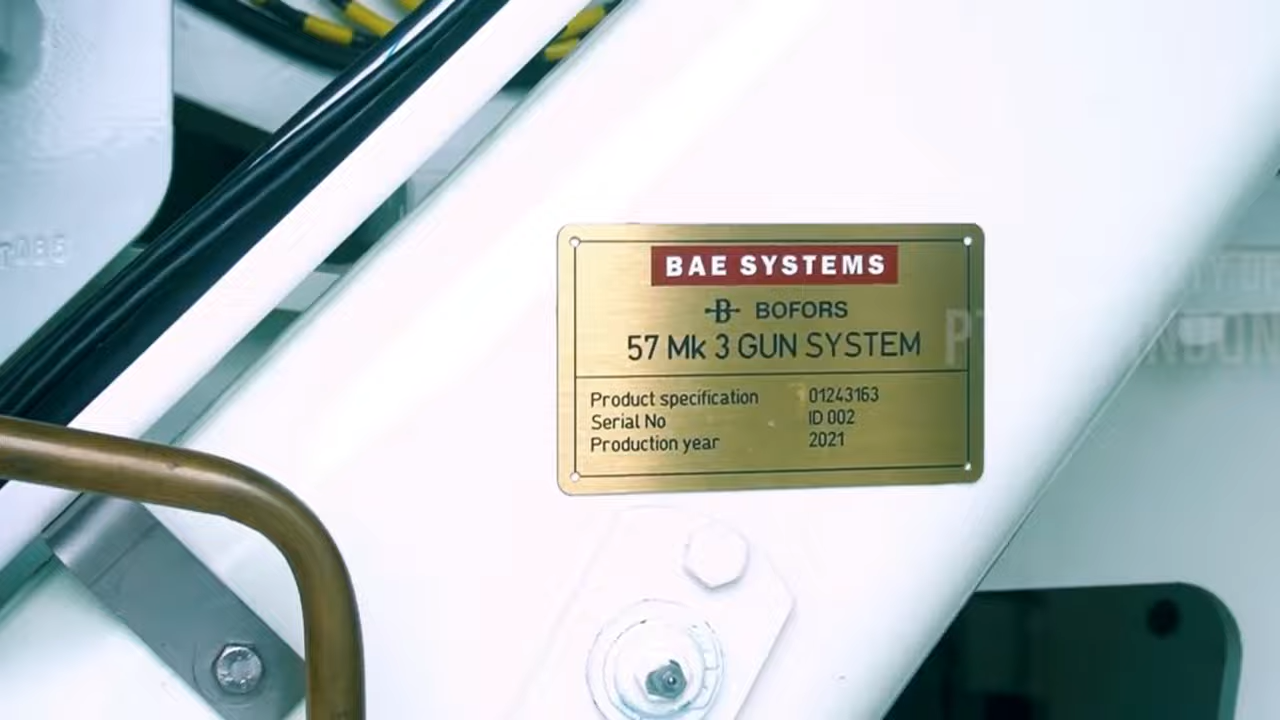 BAE SYSTEMS
B BOFORS
57 Mk 3 GUN SYSTEM
Product specification 01243163
Serial No ID 002
Production year 2021